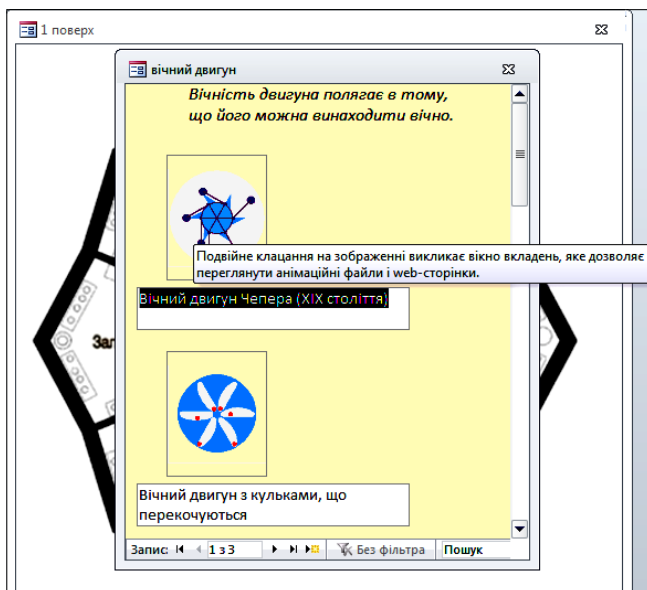 1 поверх
вічний двигун
Вічність двигуна полягає в тому,
що його можна винаходити вічно.
Подвійне клацання на зображенні викликає вікно вкладень, яке дозволяє
переглянути анімаційні файли і web-сторінки.
Вічний двигун Чепера (XIX століття)
Зал
Вічний двигун з кульками, що
перекочуються
Запис: 1 з 3 Без фільтра Пошук